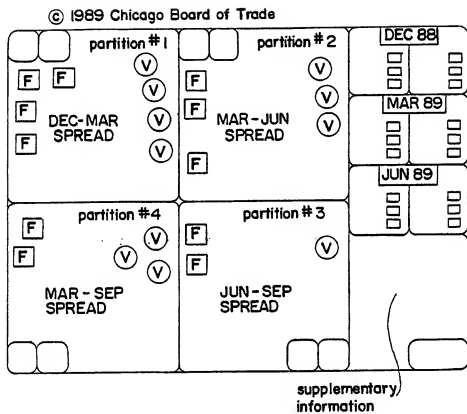 © 1989 Chicago Board of Trade
partition #1
F F V
V
F V
DEC-MAR
SPREAD
F V
V
partition #2
F V
F V
MAR-JUN
SPREAD
V
F
DEC 88
MAR 89
JUN 89
partition #4
F V
F V V
MAR-SEP
SPREAD
partition #3
F
F V
JUN-SEP
SPREAD
supplementary
information